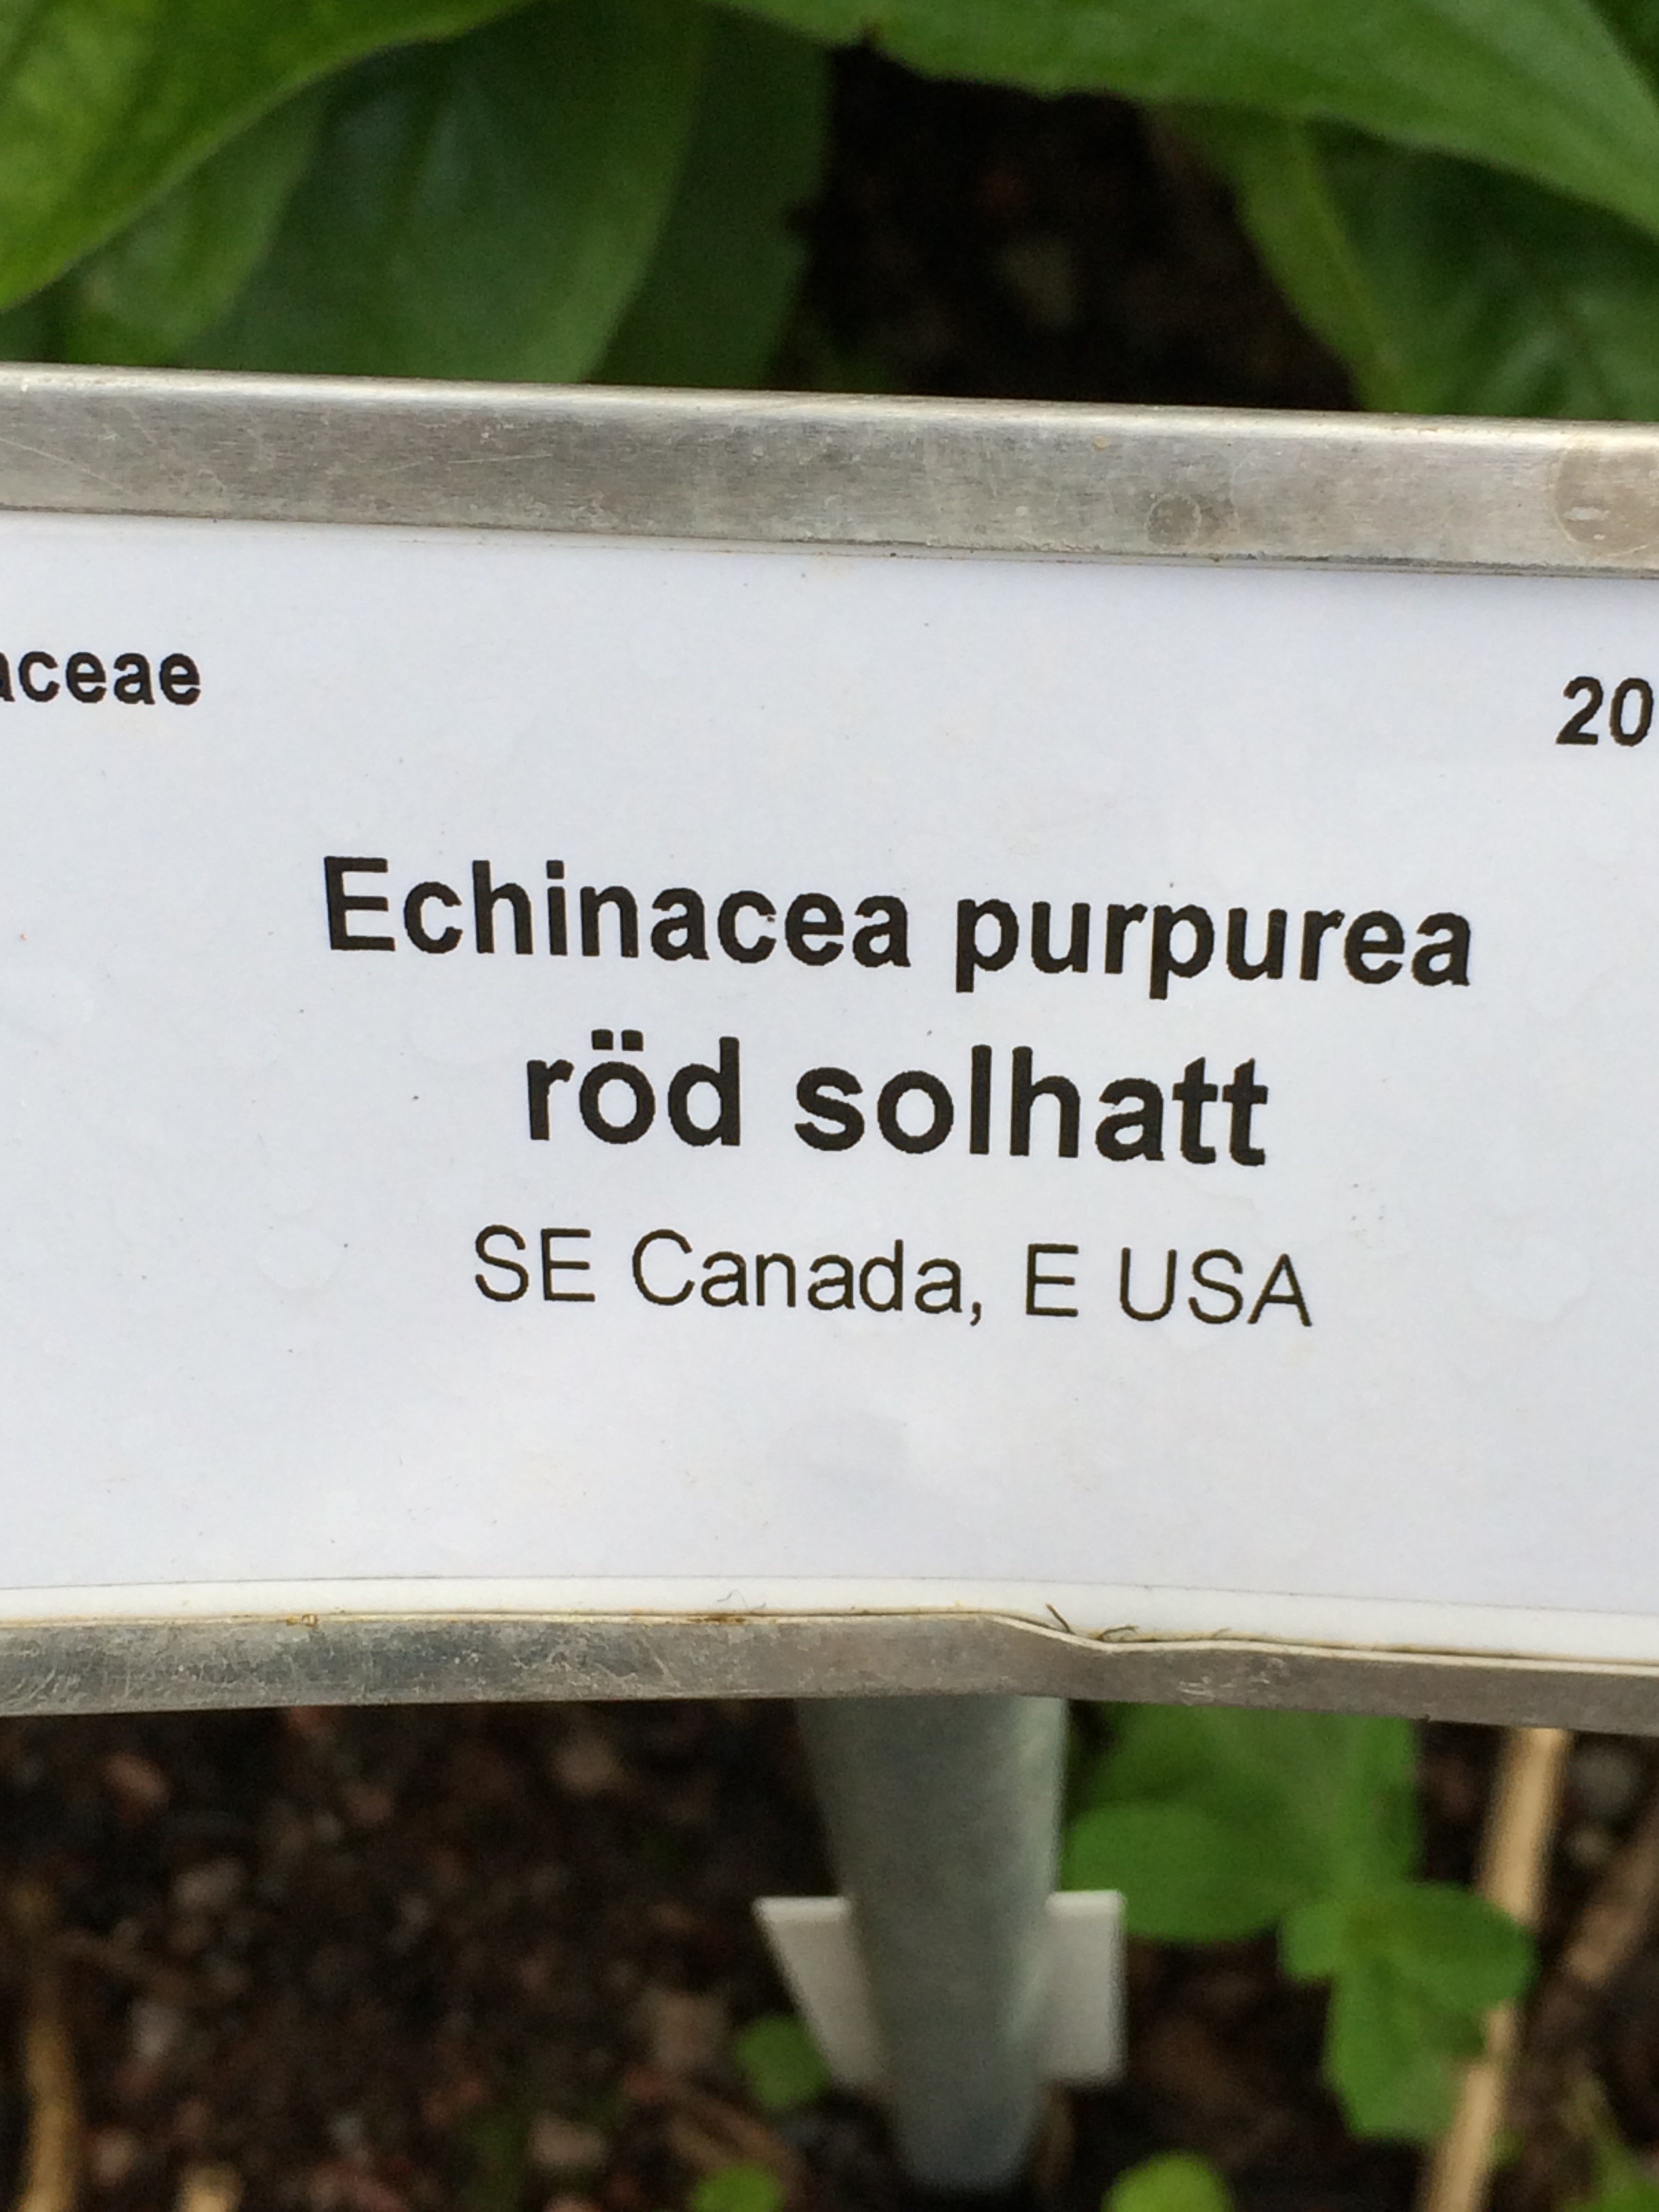 aceae 20
Echinacea purpurea
röd solhatt
SE Canada, E USA